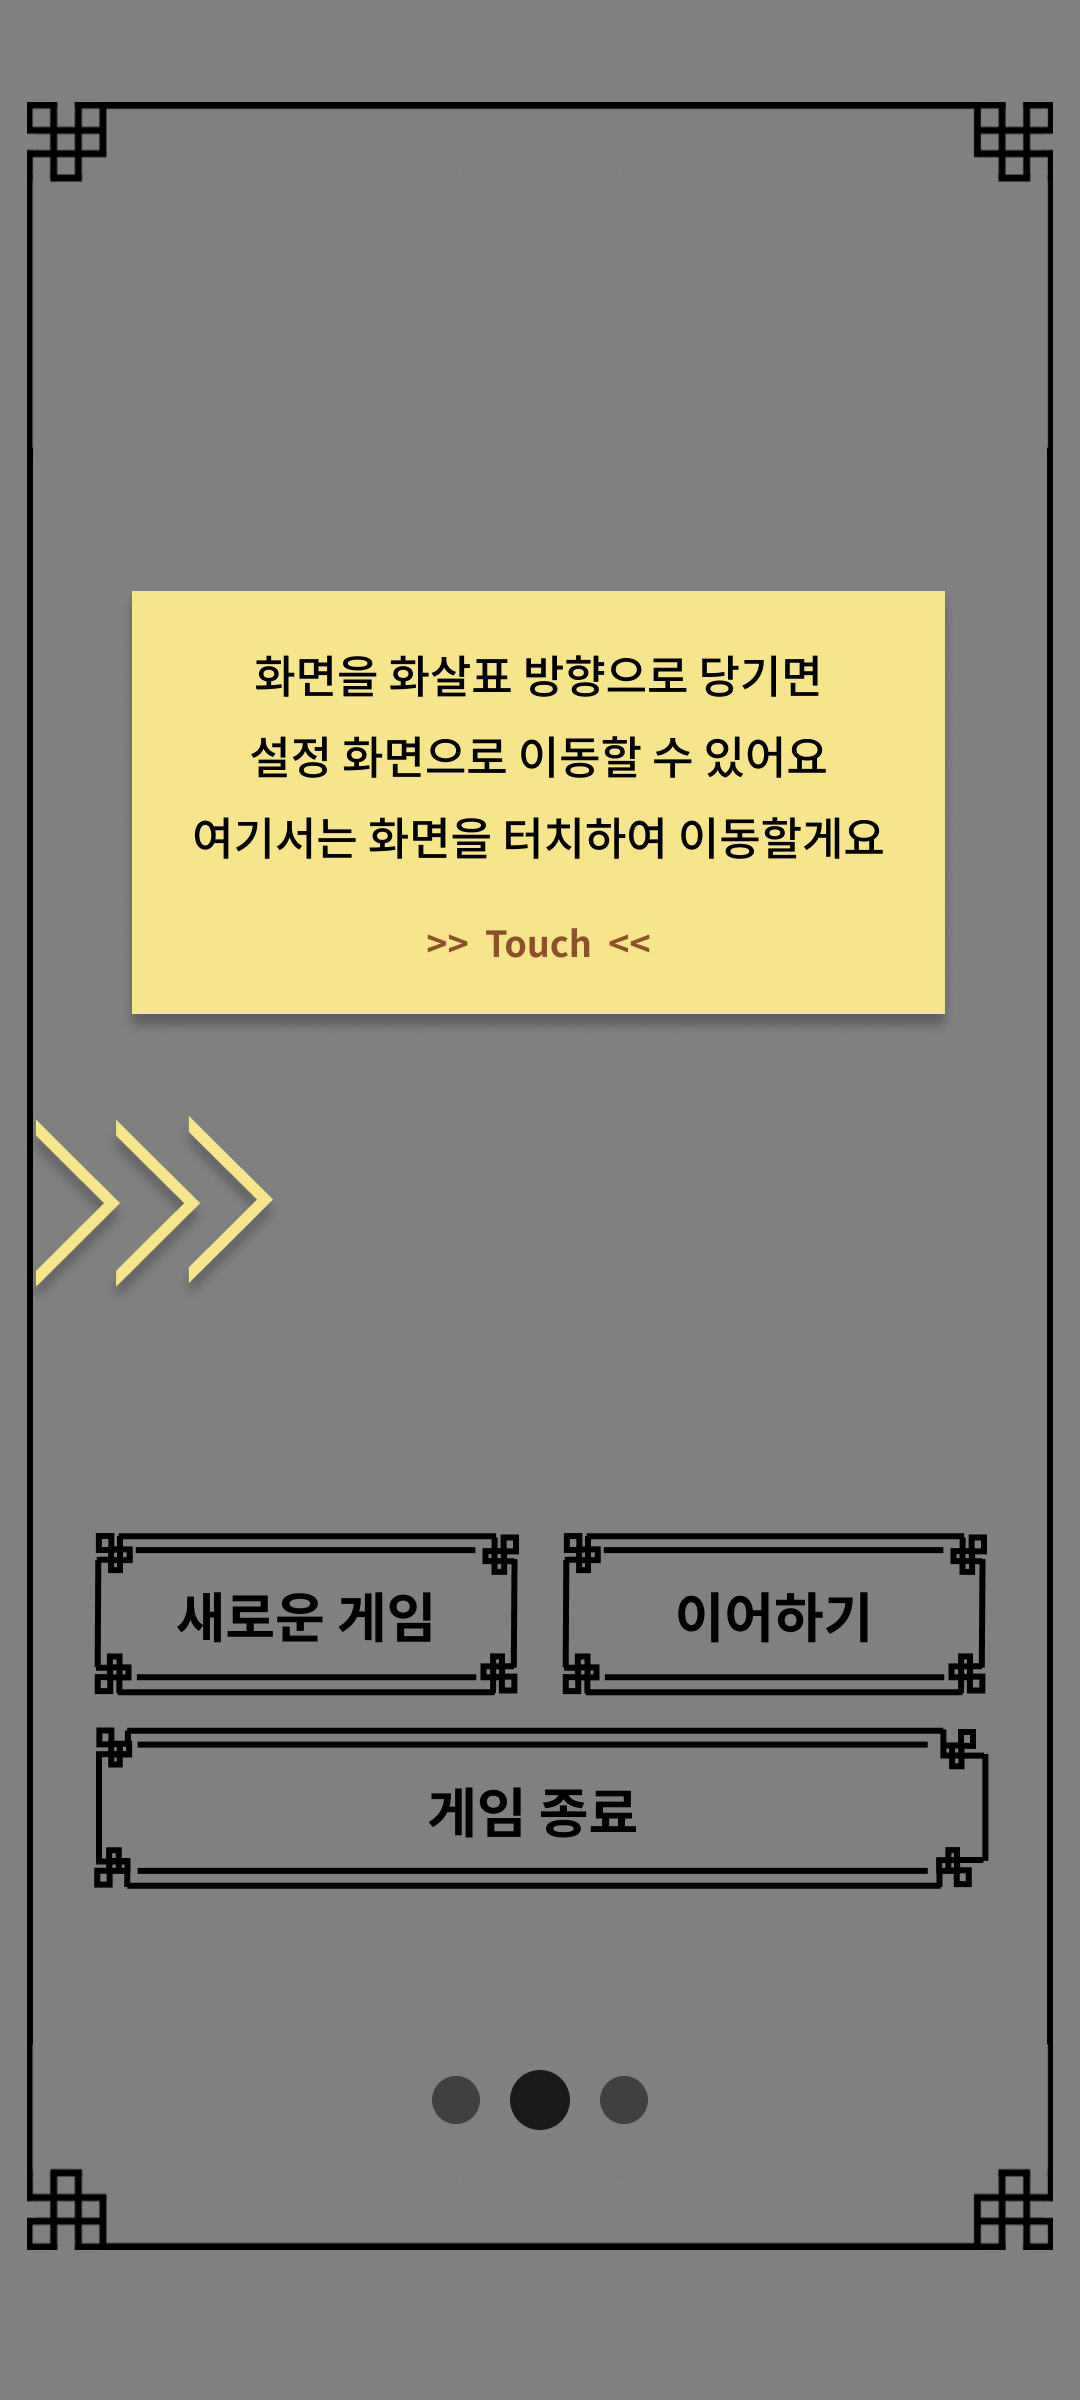 화면을 화살표 방향으로 당기면
설정 화면으로 이동할 수 있어요
여기서는 화면을 터치하여 이동할게요
>> Touch <<
새로운 게임
이어하기
게임 종료